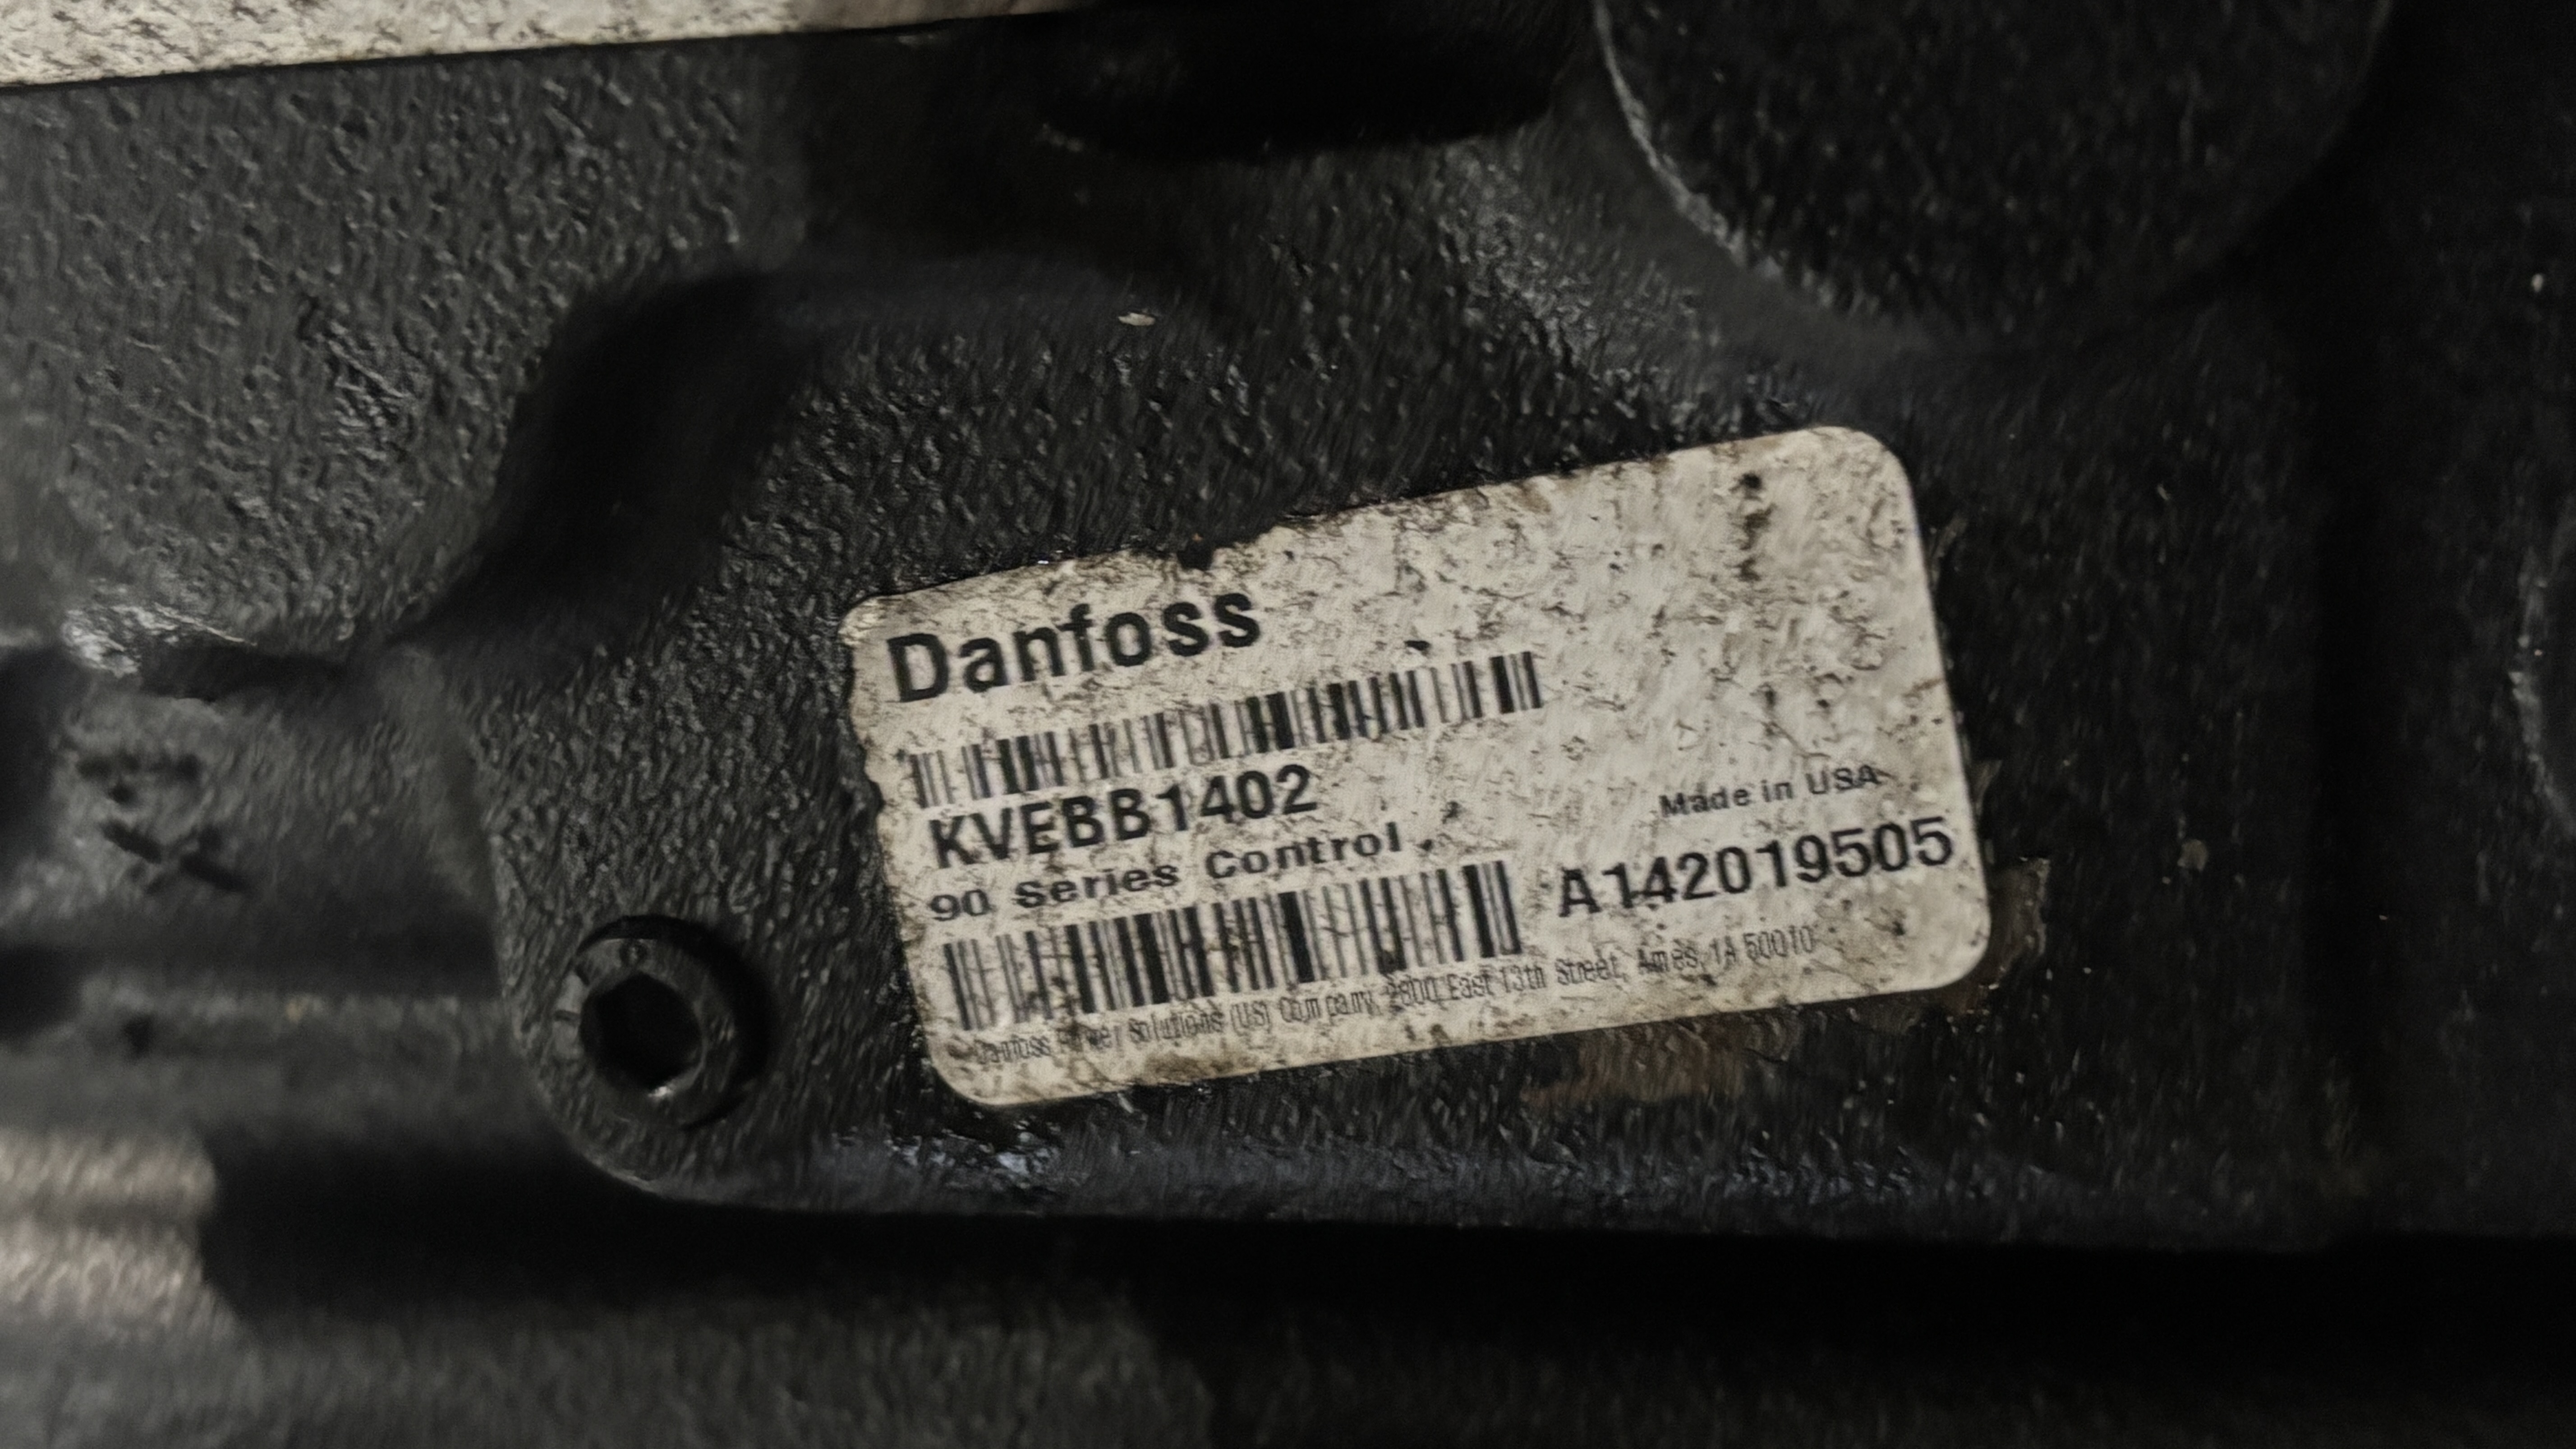 Danfoss
KVEBB1402
Made in USA
90 Series Control
A142019505
Danfoss Power Solutions (US) Company, 2800 East 13th Street, Ames, IA 50010